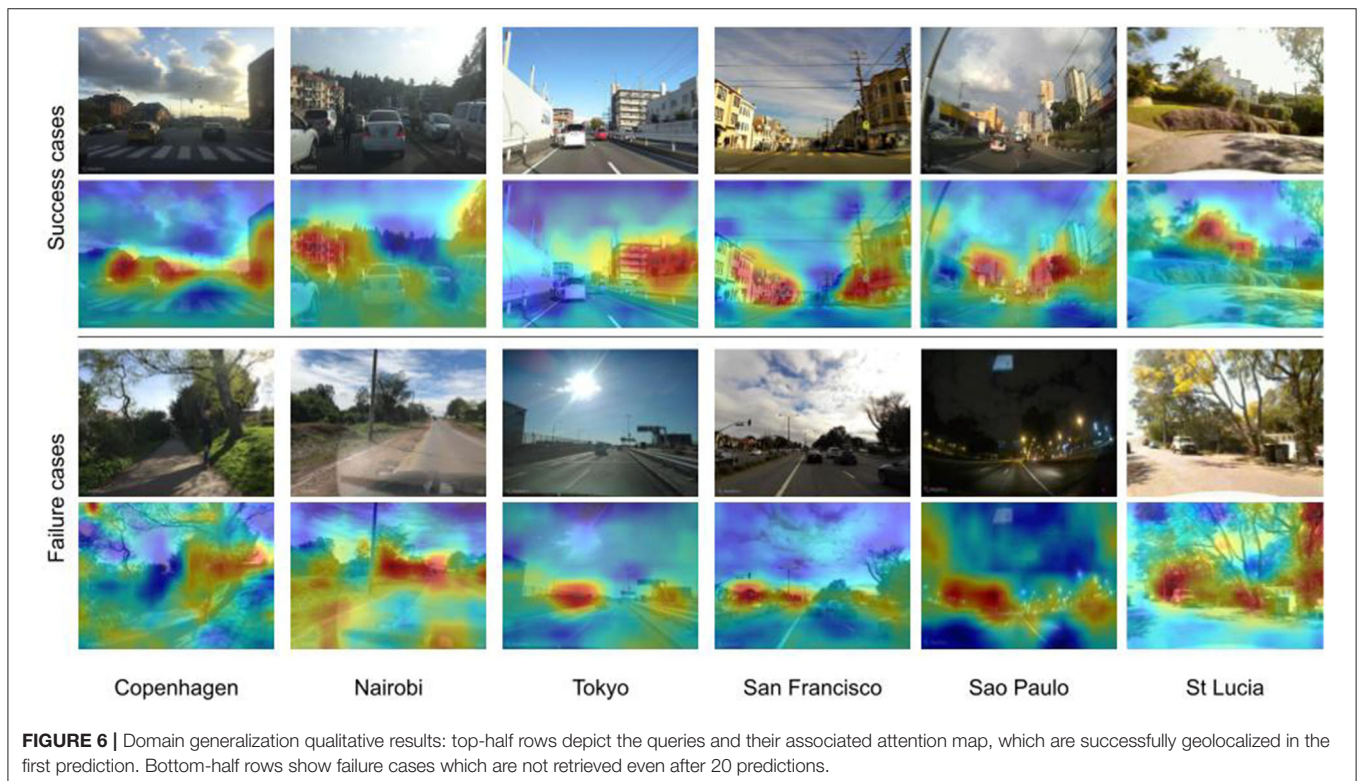 Success cases
Failure cases
Copenhagen Nairobi Tokyo San Francisco Sao Paulo St Lucia
FIGURE 6 | Domain generalization qualitative results: top-half rows depict the queries and their associated attention map, which are successfully geolocalized in the
first prediction. Bottom-half rows show failure cases which are not retrieved even after 20 predictions.